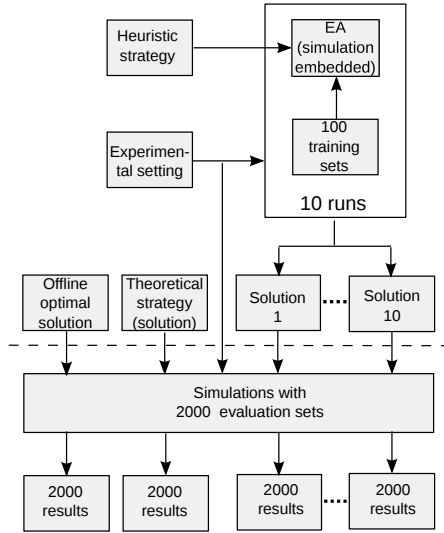 Heuristic
strategy
EA
(simulation
embedded)
100
training
sets
Experimen-
tal setting
10 runs
Offline
optimal
solution
Theoretical
strategy
(solution)
Solution
1
Solution
10
Simulations with
2000 evaluation sets
2000
results
2000
results
2000
results
2000
results